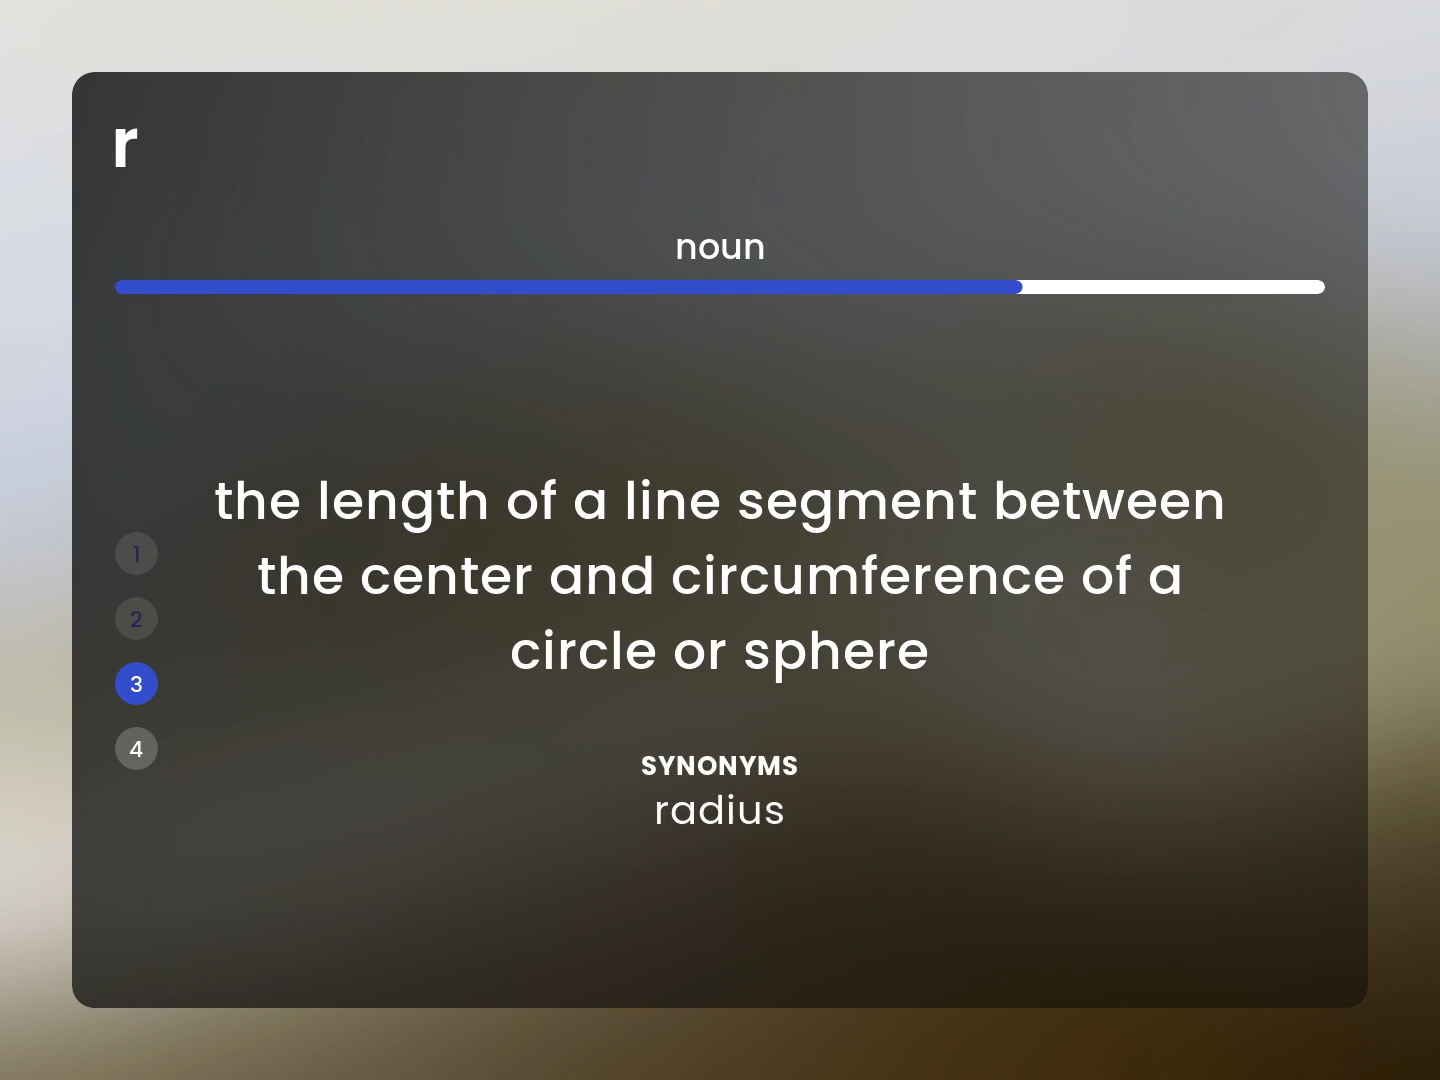 r
noun
the length of a line segment between
the center and circumference of a
circle or sphere
1
2
3
4
SYNONYMS
radius